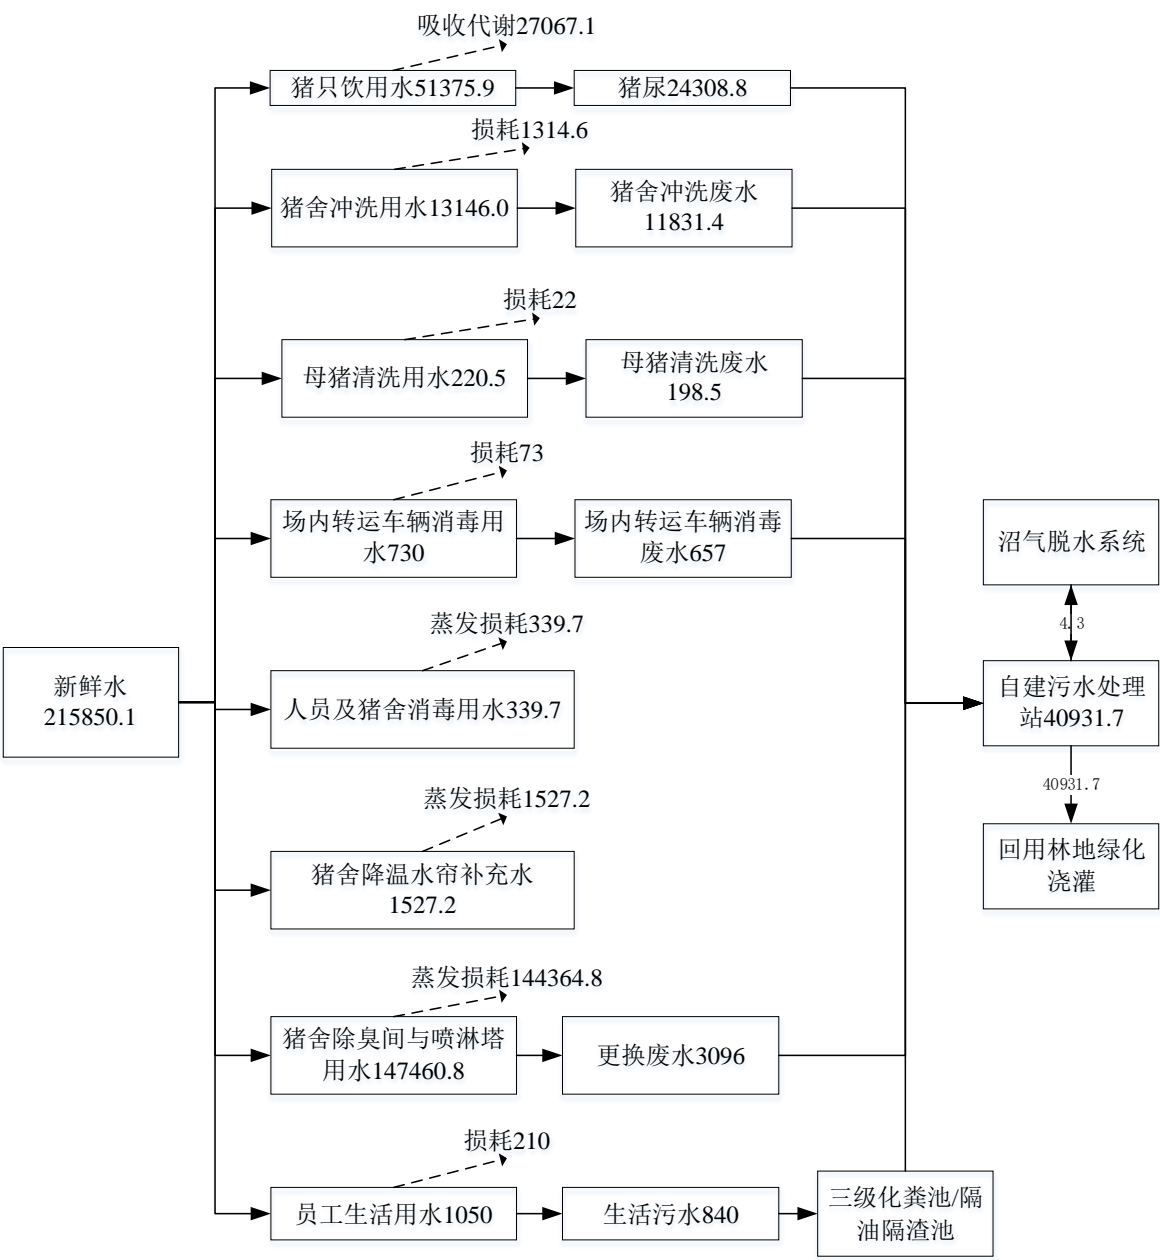 吸收代谢27067.1
猪只饮用水51375.9
猪尿24308.8
损耗1314.6
猪舍冲洗用水13146.0
猪舍冲洗废水
11831.4
损耗22
母猪清洗用水220.5
母猪清洗废水
198.5
损耗73
场内转运车辆消毒用
水730
场内转运车辆消毒
废水657
沼气脱水系统
4.3
蒸发损耗339.7
新鲜水
215850.1
人员及猪舍消毒用水339.7
自建污水处理
站40931.7
40931.7
蒸发损耗1527.2
猪舍降温水帘补充水
1527.2
回用林地绿化
浇灌
蒸发损耗144364.8
猪舍除臭间与喷淋塔
用水147460.8
更换废水3096
损耗210
员工生活用水1050
生活污水840
三级化粪池/隔
油隔渣池